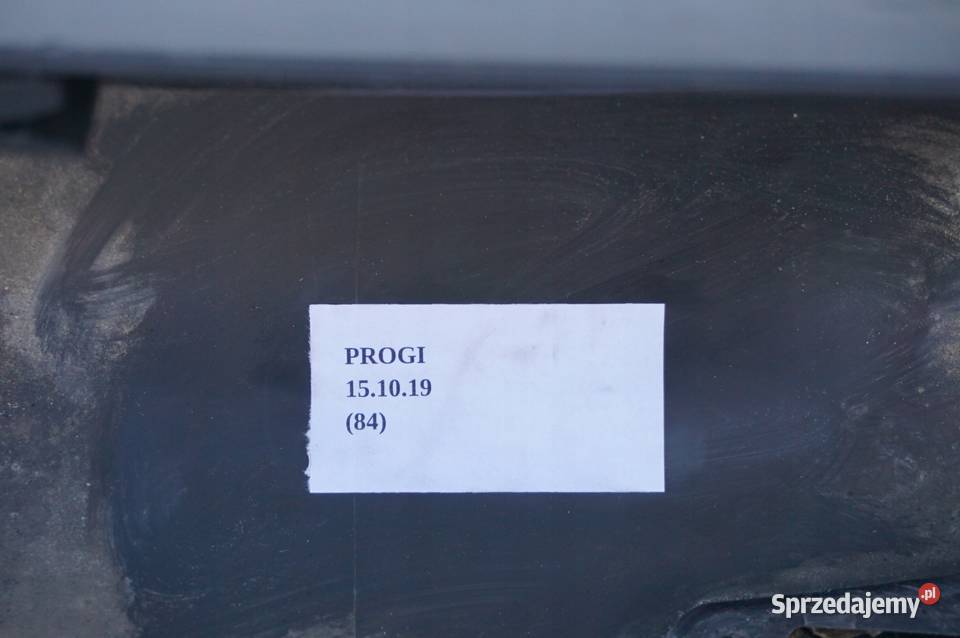 PROGI
15.10.19
(84)
Sprzedajemy.pl